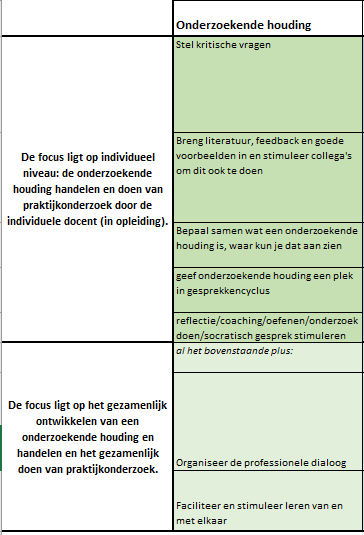 Onderzoekende houding
Stel kritische vragen
De focus ligt op individueel
niveau: de onderzoekende
houding handelen en doen van
praktijkonderzoek door de
individuele docent (in opleiding).
Breng literatuur, feedback en goede
voorbeelden in en stimuleer collega's
om dit ook te doen
Bepaal samen wat een onderzoekende
houding is, waar kun je dat aan zien
geef onderzoekende houding een plek
in gesprekkencyclus
reflectie/coaching/oefenen/onderzoek
doen/socratisch gesprek stimuleren
al het bovenstaande plus:
De focus ligt op het gezamenlijk
ontwikkelen van een
onderzoekende houding en
handelen en het gezamenlijk
doen van praktijkonderzoek.
Organiseer de professionele dialoog
Faciliteer en stimuleer leren van en
met elkaar